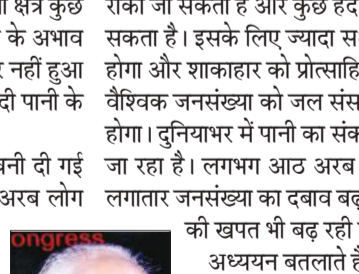 क्षेत्र कुछ
के अभाव
नहीं हुआ
दी पानी के
दी गई
अरब लोग
रोका जा सकता है और कुछ हद
सकता है। इसके लिए ज्यादा
होगा और शाकाहार को
वैश्विक जनसंख्या को जल
होगा। दुनियाभर में पानी का
जा रहा है। लगभग आठ अरब
लगातार जनसंख्या का दबाव
की खपत भी बढ़ रही
अध्ययन बतलाते
ongress